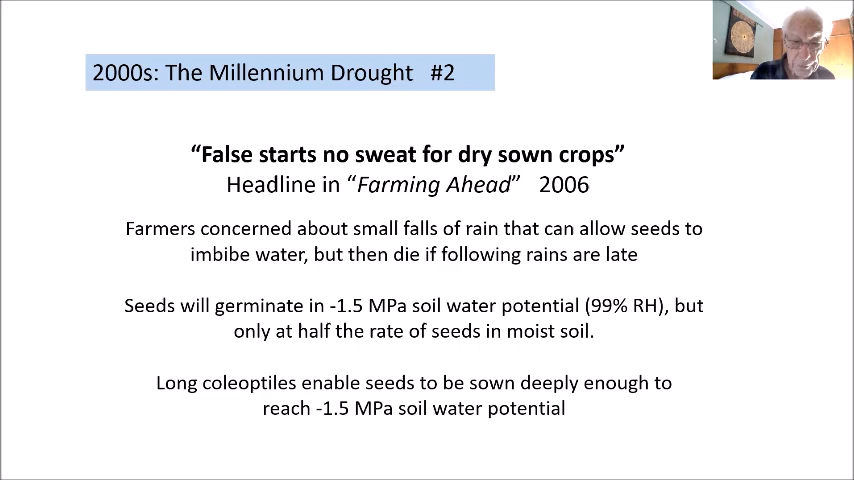 2000s: The Millennium Drought #2
“False starts no sweat for dry sown crops”
Headline in “Farming Ahead” 2006
Farmers concerned about small falls of rain that can allow seeds to
imbibe water, but then die if following rains are late
Seeds will germinate in -1.5 MPa soil water potential (99% RH), but
only at half the rate of seeds in moist soil.
Long coleoptiles enable seeds to be sown deeply enough to
reach -1.5 MPa soil water potential